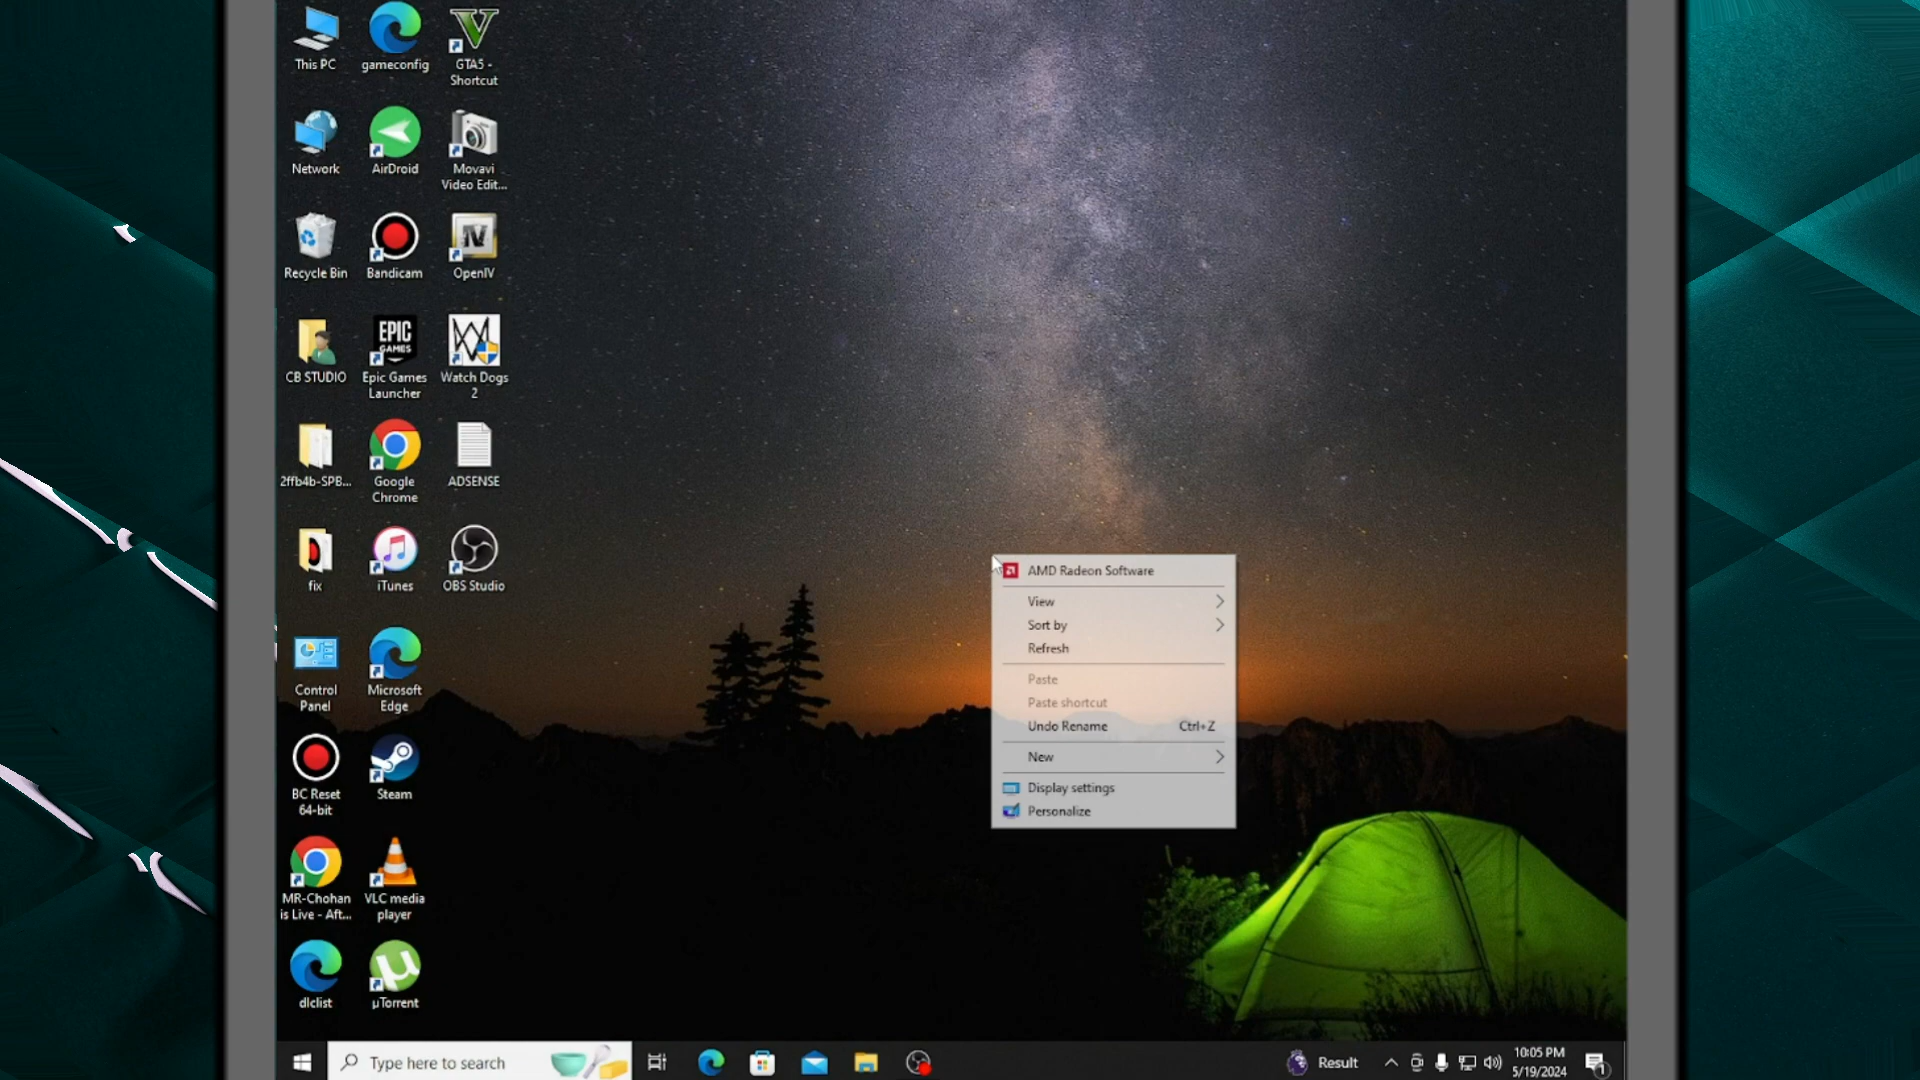 This PC
gameconfig
GTA5 -
Shortcut
Network
AirDroid
Movavi
Video Edit...
Recycle Bin
Bandicam
IV
OpenIV
CB STUDIO
EPIC
GAMES
Epic Games
Launcher
Watch Dogs
2
2ffb4b-SPB...
Google
Chrome
ADSENSE
fix
iTunes
OBS Studio
Control
Panel
Microsoft
Edge
BC Reset
64-bit
Steam
MR-Chohan
is Live - Aft...
VLC media
player
dlclist
µTorrent
AMD Radeon Software
View
Sort by
Refresh
Paste
Paste shortcut
Undo Rename Ctrl+Z
New
Display settings
Personalize
Type here to search
Result
10:05 PM
5/19/2024
1